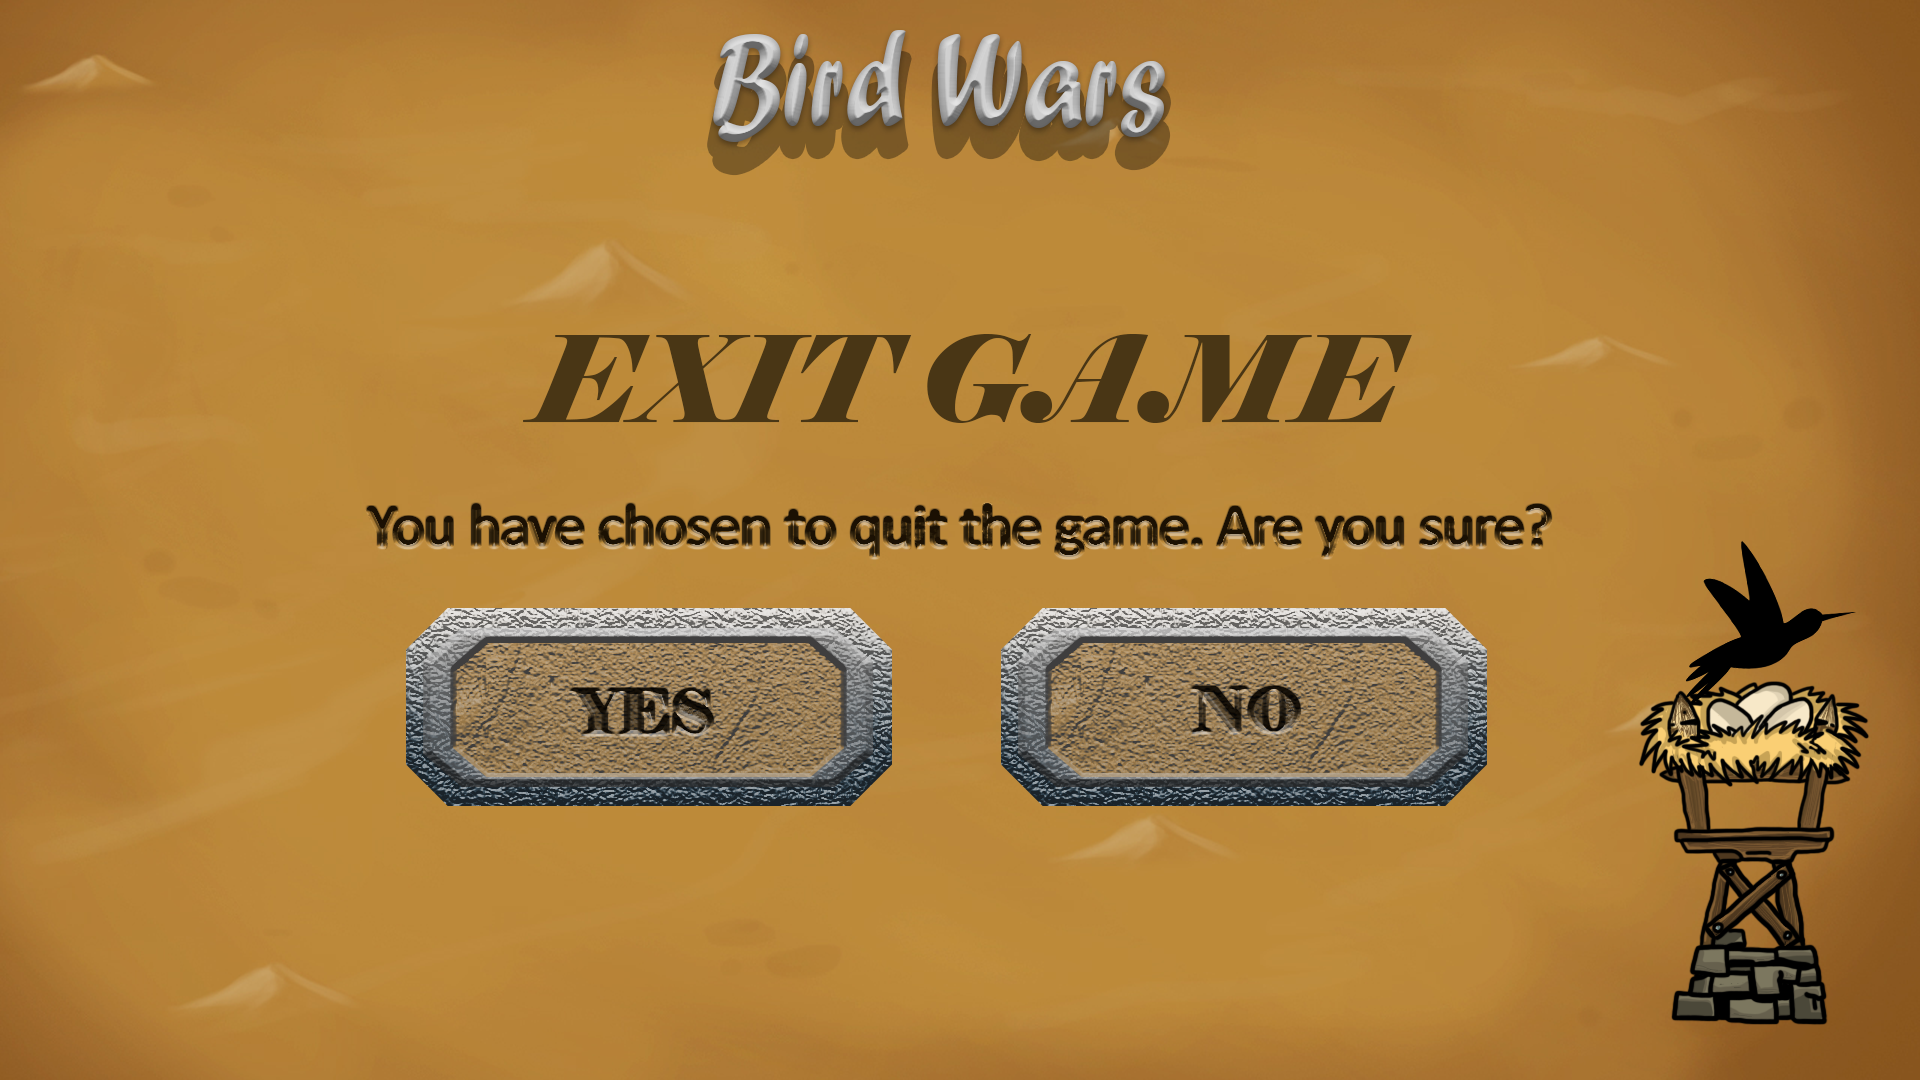 Bird Wars
EXIT GAME
You have chosen to quit the game. Are you sure?
YES
NO